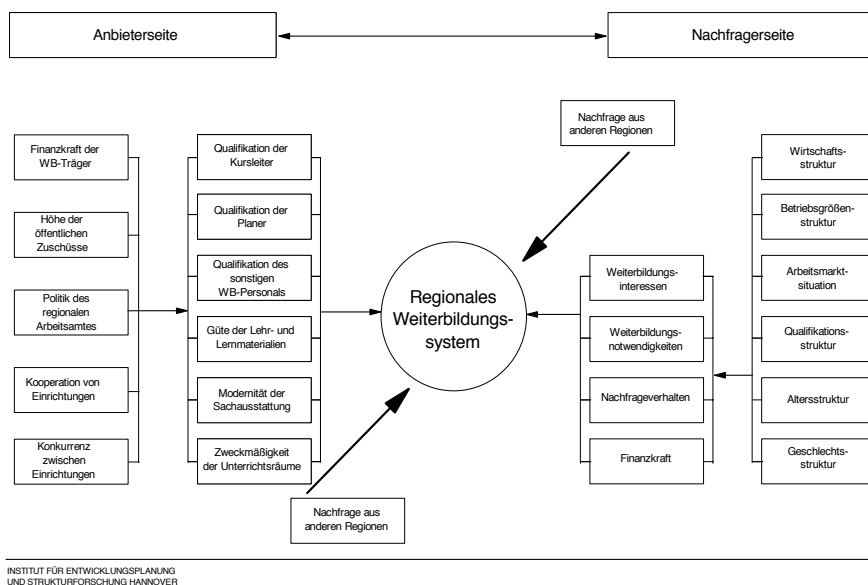 Anbieterseite
Nachfragerseite
Nachfrage aus
anderen Regionen
Finanzkraft der
WB-Träger
Höhe der
öffentlichen
Zuschüsse
Politik des
regionalen
Arbeitsamtes
Kooperation von
Einrichtungen
Konkurrenz
zwischen
Einrichtungen
Qualifikation der
Kursleiter
Qualifikation der
Planer
Qualifikation des
sonstigen
WB-Personals
Güte der Lehr- und
Lernmaterialien
Modernität der
Sachausstattung
Zweckmäßigkeit
der Unterrichtsräume
Regionales
Weiterbildungs-
system
Weiterbildungs-
interessen
Weiterbildungs-
notwendigkeiten
Nachfrageverhalten
Finanzkraft
Wirtschafts-
struktur
Betriebsgrößen-
struktur
Arbeitsmarkt-
situation
Qualifikations-
struktur
Altersstruktur
Geschlechts-
struktur
Nachfrage aus
anderen Regionen
INSTITUT FÜR ENTWICKLUNGSPLANUNG
UND STRUKTURFORSCHUNG HANNOVER